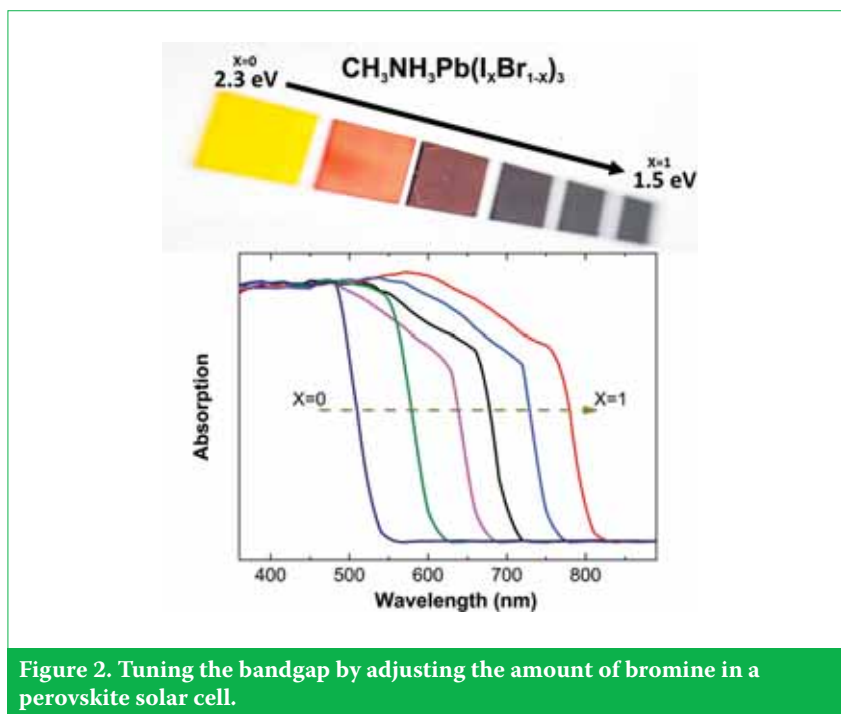 X=0
2.3 eV
CH₃NH₃Pb(IₓBr₁₋ₓ)₃
X=1
1.5 eV
Absorption
X=0
X=1
400 500 600 700 800
Wavelength (nm)
Figure 2. Tuning the bandgap by adjusting the amount of bromine in a
perovskite solar cell.